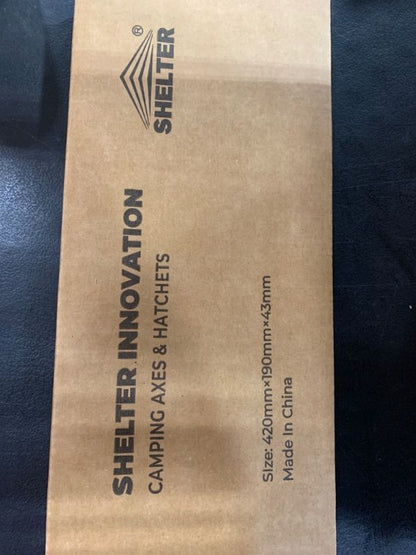 SHELTER®
SHELTER INNOVATION
CAMPING AXES & HATCHETS
Size: 420mm×190mm×43mm
Made In China